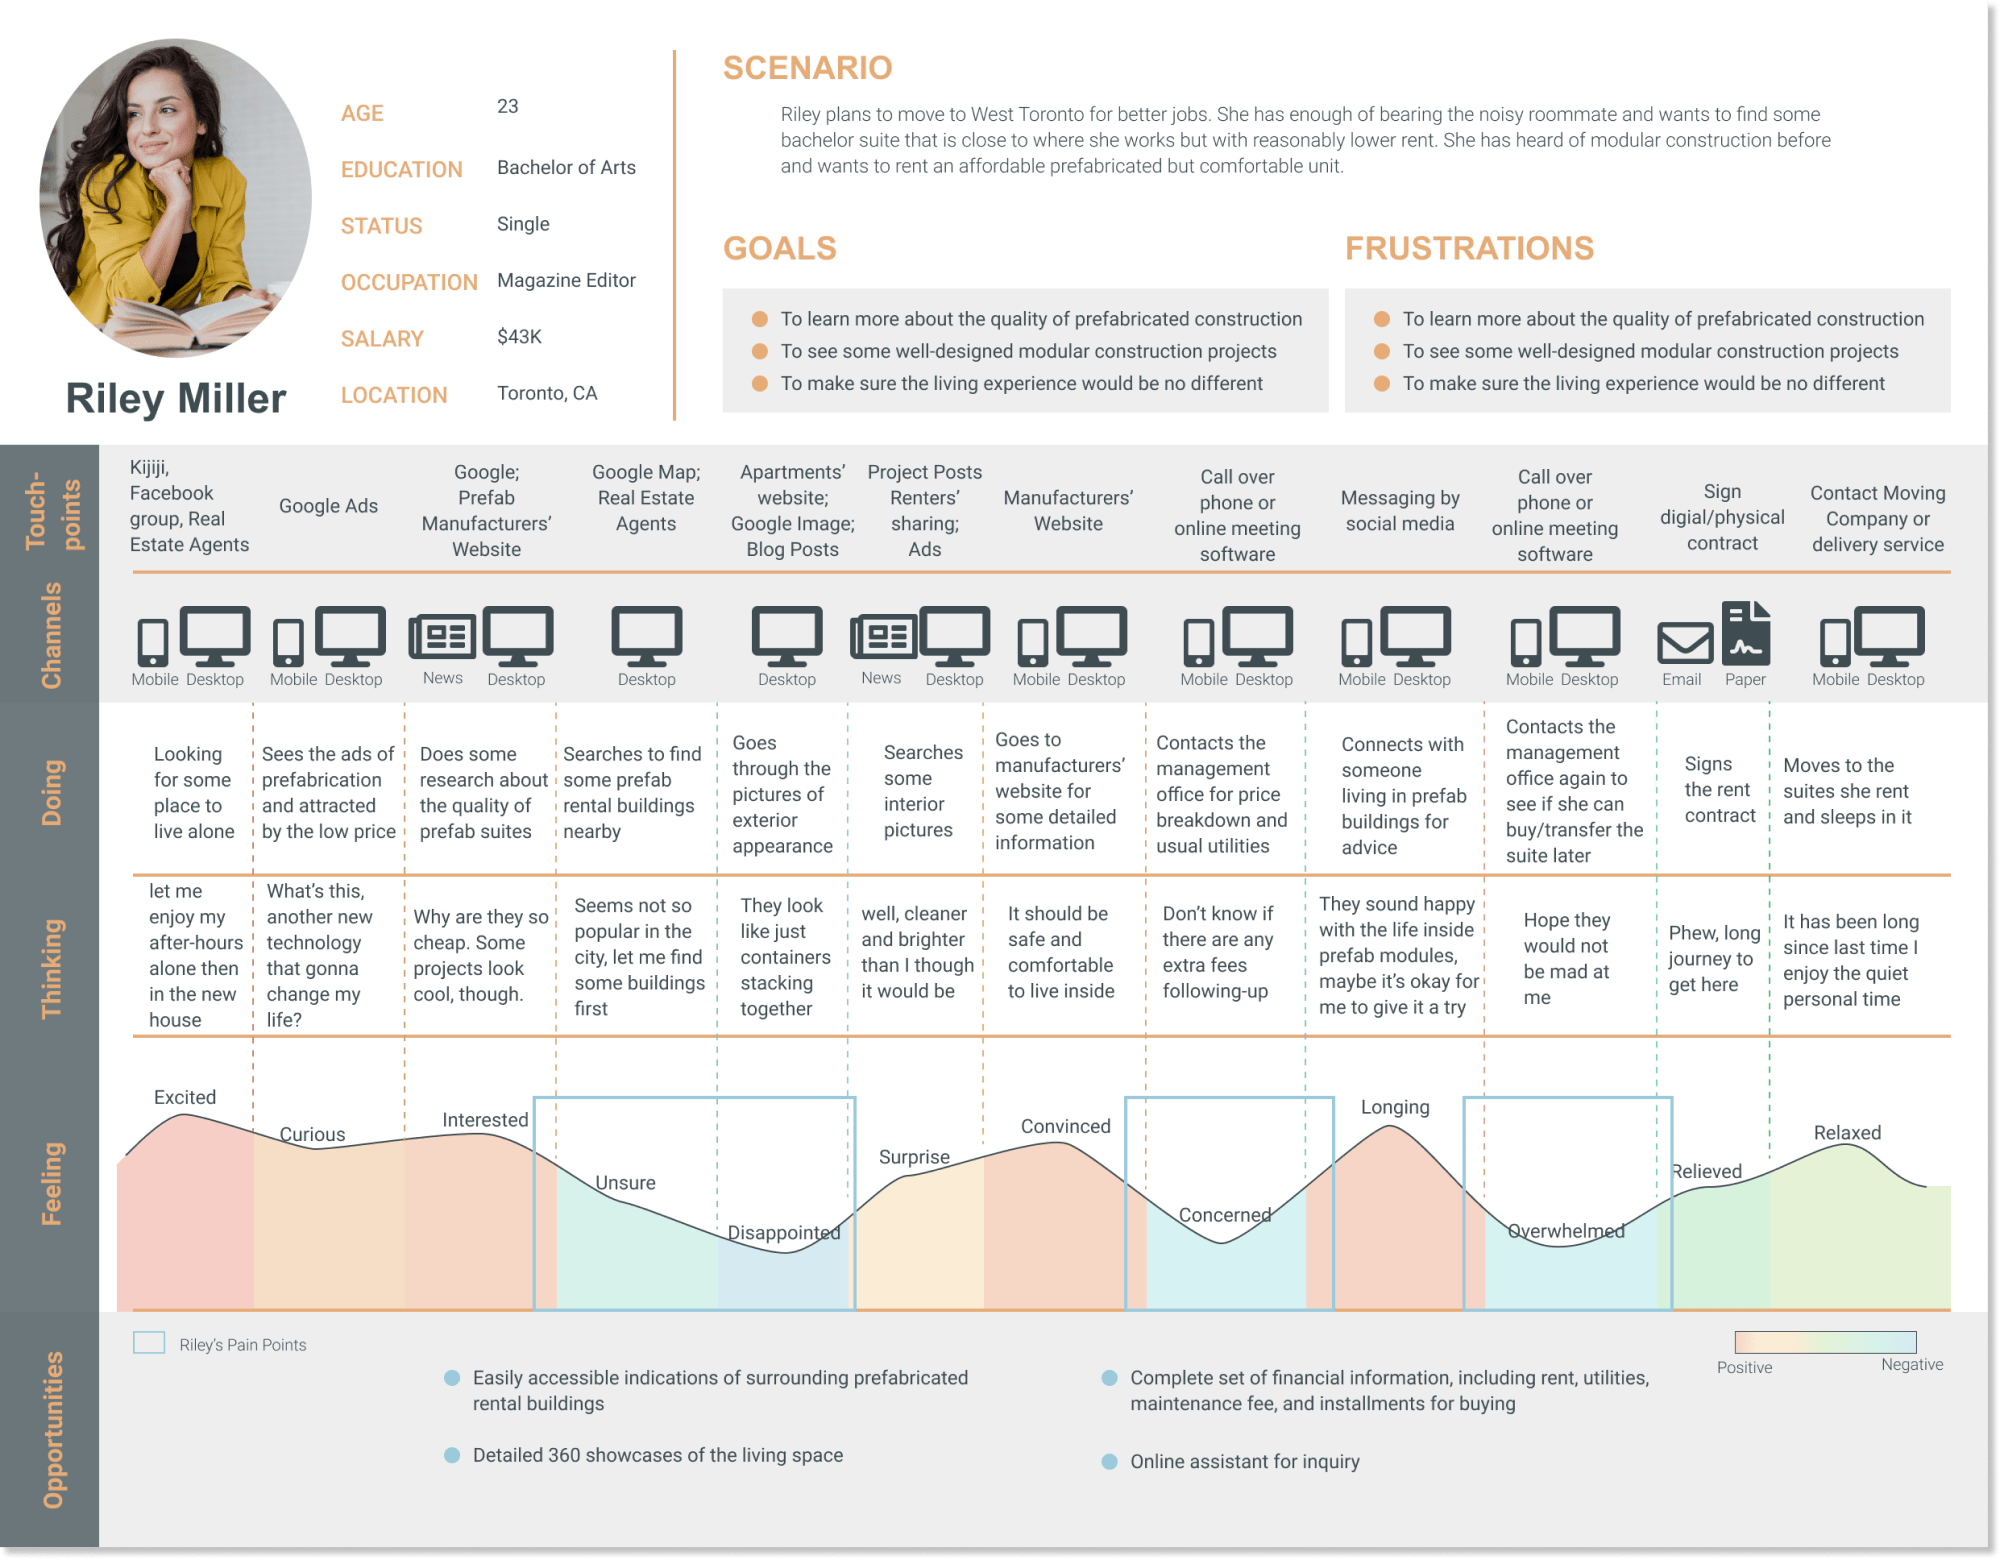 Riley Miller
AGE
23
EDUCATION
Bachelor of Arts
STATUS
Single
OCCUPATION
Magazine Editor
SALARY
$43K
LOCATION
Toronto, CA
SCENARIO
Riley plans to move to West Toronto for better jobs. She has enough of bearing the noisy roommate and wants to find some
bachelor suite that is close to where she works but with reasonably lower rent. She has heard of modular construction before
and wants to rent an affordable prefabricated but comfortable unit.
GOALS
To learn more about the quality of prefabricated construction
To see some well-designed modular construction projects
To make sure the living experience would be no different
FRUSTRATIONS
To learn more about the quality of prefabricated construction
To see some well-designed modular construction projects
To make sure the living experience would be no different
Touch-
points
Kijiji,
Facebook
group, Real
Estate Agents
Google Ads
Google;
Prefab
Manufacturers’
Website
Google Map;
Real Estate
Agents
Apartments’
website;
Google Image;
Blog Posts
Project Posts
Renters’
sharing;
Ads
Manufacturers’
Website
Call over
phone or
online meeting
software
Messaging by
social media
Call over
phone or
online meeting
software
Sign
digial/physical
contract
Contact Moving
Company or
delivery service
Channels
Mobile Desktop
Mobile Desktop
News Desktop
Desktop
Desktop
News Desktop
Mobile Desktop
Mobile Desktop
Mobile Desktop
Mobile Desktop
Email Paper
Mobile Desktop
Doing
Looking
for some
place to
live alone
Sees the ads of
prefabrication
and attracted
by the low price
Does some
research about
the quality of
prefab suites
Searches to find
some prefab
rental buildings
nearby
Goes
through the
pictures of
exterior
appearance
Searches
some
interior
pictures
Goes to
manufacturers’
website for
some detailed
information
Contacts the
management
office for price
breakdown and
usual utilities
Connects with
someone
living in prefab
buildings for
advice
Contacts the
management
office again to
see if she can
buy/transfer the
suite later
Signs
the rent
contract
Moves to the
suites she rent
and sleeps in it
Thinking
let me
enjoy my
after-hours
alone then
in the new
house
What’s this,
another new
technology
that gonna
change my
life?
Why are they so
cheap. Some
projects look
cool, though.
Seems not so
popular in the
city, let me find
some buildings
first
They look
like just
containers
stacking
together
well, cleaner
and brighter
than I though
it would be
It should be
safe and
comfortable
to live inside
Don’t know if
there are any
extra fees
following-up
They sound happy
with the life inside
prefab modules,
maybe it’s okay for
me to give it a try
Hope they
would not
be mad at
me
Phew, long
journey to
get here
It has been long
since last time I
enjoy the quiet
personal time
Feeling
Excited
Curious
Interested
Unsure
Disappointed
Surprise
Convinced
Concerned
Longing
Overwhelmed
Relieved
Relaxed
Opportunities
Riley’s Pain Points
Easily accessible indications of surrounding prefabricated
rental buildings
Detailed 360 showcases of the living space
Complete set of financial information, including rent, utilities,
maintenance fee, and installments for buying
Online assistant for inquiry
Positive
Negative